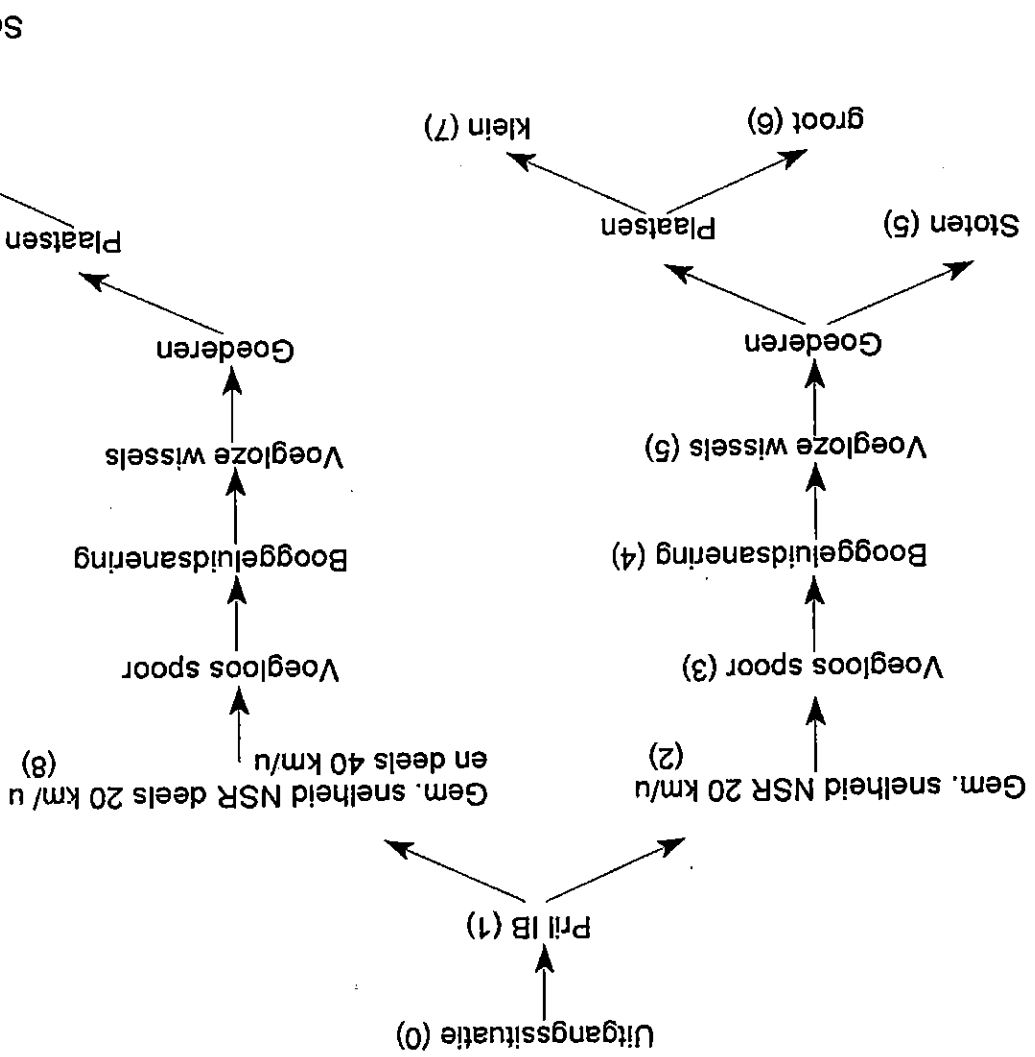 Uitgangssituatie (0)
Pril IB (1)
Gem. snelheid NSR 20 km/u
(2)
Voegloos spoor (3)
Booggeluidsanering (4)
Voegloze wissels (5)
Goederen
Stoten (5)
Plaatsen
groot (6)
klein (7)
Gem. snelheid NSR deels 20 km/ u
en deels 40 km/u
(8)
Voegloos spoor
Booggeluidsanering
Voegloze wissels
Goederen
Plaatsen